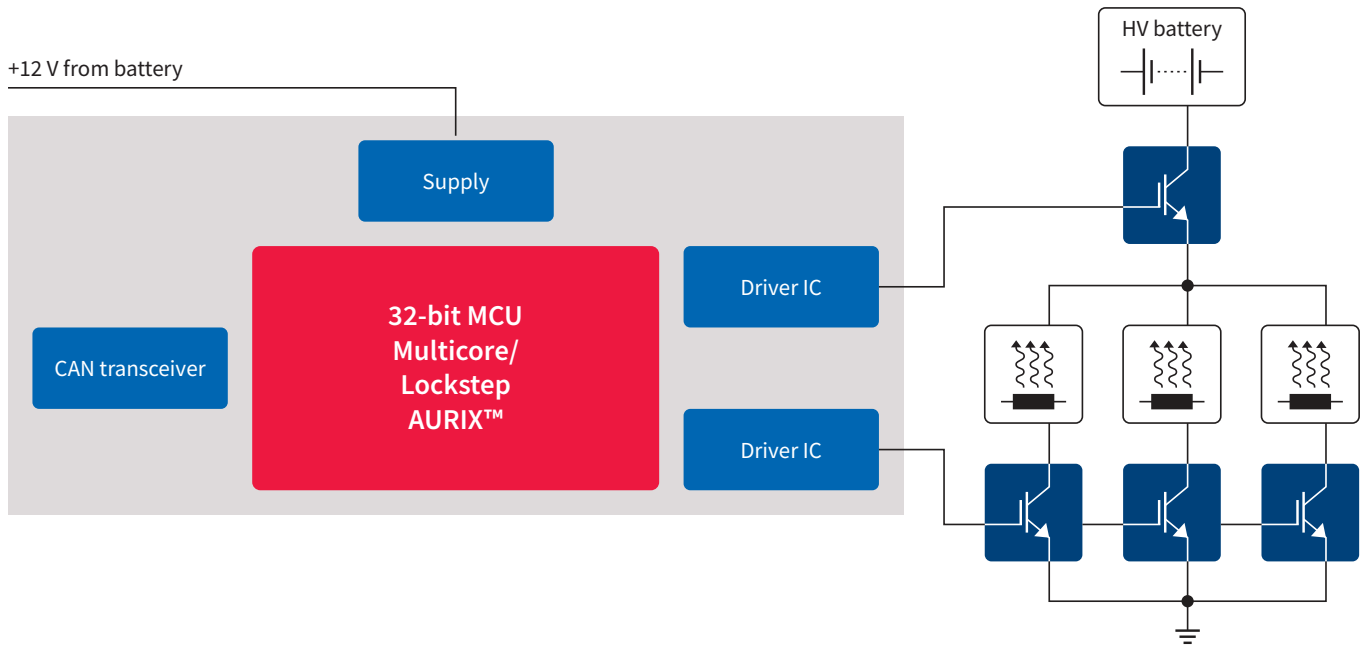 HV battery
+12 V from battery
Supply
Driver IC
32-bit MCU
Multicore/
Lockstep
AURIX™
CAN transceiver
Driver IC